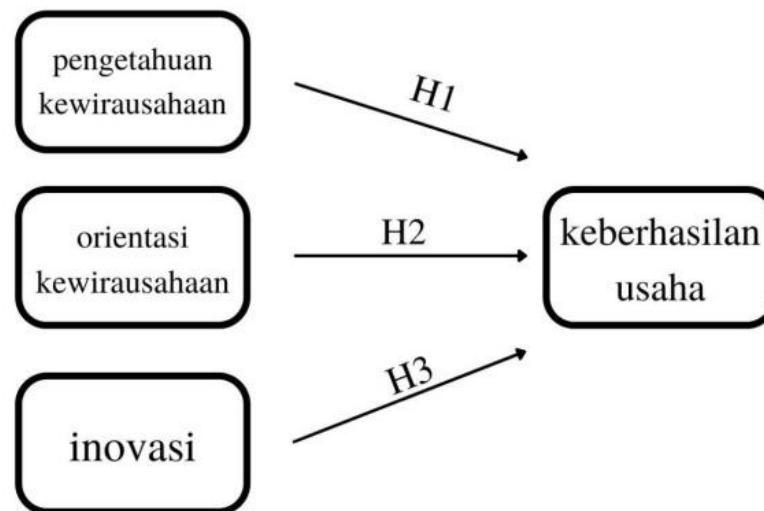 pengetahuan
kewirausahaan
H1
orientasi
kewirausahaan
H2
keberhasilan
usaha
H3
inovasi